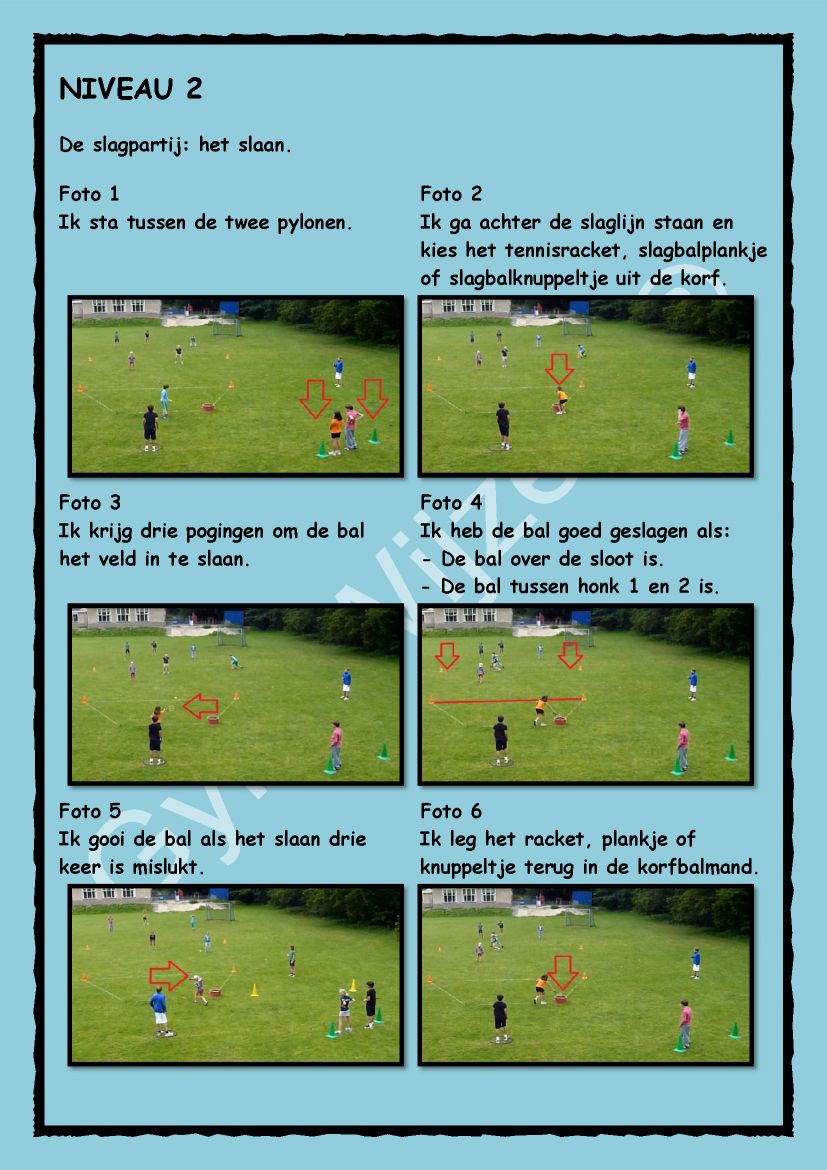 NIVEAU 2
De slagpartij: het slaan.
Foto 1
Ik sta tussen de twee pylonen.
Foto 2
Ik ga achter de slaglijn staan en
kies het tennisracket, slagbalplankje
of slagbalknuppeltje uit de korf.
Foto 3
Ik krijg drie pogingen om de bal
het veld in te slaan.
Foto 4
Ik heb de bal goed geslagen als:
- De bal over de sloot is.
- De bal tussen honk 1 en 2 is.
Foto 5
Ik gooi de bal als het slaan drie
keer is mislukt.
Foto 6
Ik leg het racket, plankje of
knuppeltje terug in de korfbalmand.